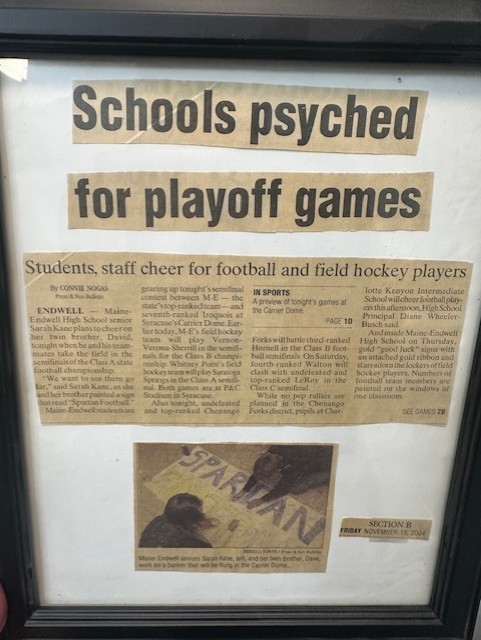 Schools psyched
for playoff games
Students, staff cheer for football and field hockey players
By CONNIE NOGAS
Press & Sun-Bulletin
ENDWELL — Maine-
Endwell High School senior
Sarah Kane plans to cheer on
her twin brother, David,
tonight when he and his team-
mates take the field in the
semifinals of the Class A state
football championship.
"We want to see them go
far," said Sarah Kane, as she
and her brother painted a sign
that read "Spartan Football."
Maine-Endwell students are
gearing up tonight's semifinal
contest between M-E — the
state's top-ranked team — and
seventh-ranked Iroquois at
Syracuse's Carrier Dome. Ear-
lier today, M-E's field hockey
team will play Vernon-
Verona-Sherrill in the semifi-
nals for the Class B champi-
onship. Whitney Point's field
hockey team will play Saratoga
Springs in the Class A semifi-
nal. Both games are at P&C
Stadium in Syracuse.
Also tonight, undefeated
and top-ranked Chenango
IN SPORTS
A preview of tonight's games at
the Carrier Dome.
PAGE 1D
Forks will battle third-ranked
Hornell in the Class B foot-
ball semifinals. On Saturday,
fourth-ranked Walton will
clash with undefeated and
top-ranked LeRoy in the
Class C semifinal.
While no pep rallies are
planned in the Chenango
Forks district, pupils at Char-
lotte Kenyon Intermediate
School will cheer football play-
ers this afternoon, High School
Principal Diane Wheeler-
Busch said.
And inside Maine-Endwell
High School on Thursday,
gold "good luck" signs with
an attached gold ribbon and
star adorn the lockers of field
hockey players. Numbers of
football team members are
painted on the windows of
one classroom.
SEE GAMES 7B
SPARTAN
/ Press & Sun-Bulletin
Maine-Endwell seniors Sarah Kane, left, and her twin brother, Dave,
work on a banner that will be hung in the Carrier Dome.
SECTION B
FRIDAY NOVEMBER 19, 2004